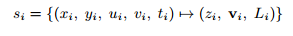 s_i = {(x_i, y_i, u_i, v_i, t_i) ↦ (z_i, **v**_i, L_i)}